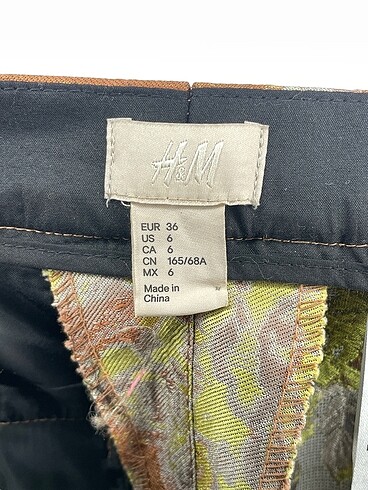 H&M
EUR 36
US 6
CA 6
CN 165/68A
MX 6
Made in
China